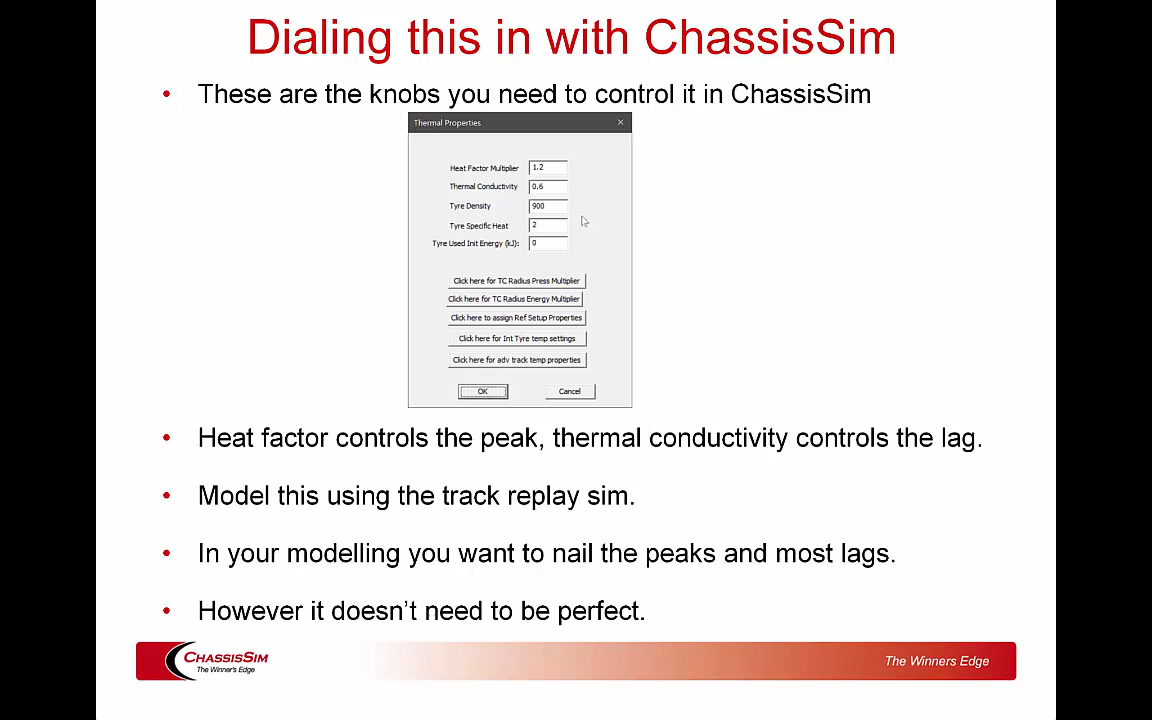 Dialing this in with ChassisSim
• These are the knobs you need to control it in ChassisSim
Thermal Properties
Heat Factor Multiplier 1.2
Thermal Conductivity 0.6
Tyre Density 900
Tyre Specific Heat 2
Tyre Used Init Energy (kJ): 0
Click here for TC Radius Press Multiplier
Click here for TC Radius Energy Multiplier
Click here to assign Ref Setup Properties
Click here for Int Tyre temp settings
Click here for adv track temp properties
OK Cancel
• Heat factor controls the peak, thermal conductivity controls the lag.
• Model this using the track replay sim.
• In your modelling you want to nail the peaks and most lags.
• However it doesn’t need to be perfect.
CHASSISSIM
The Winner's Edge
The Winners Edge